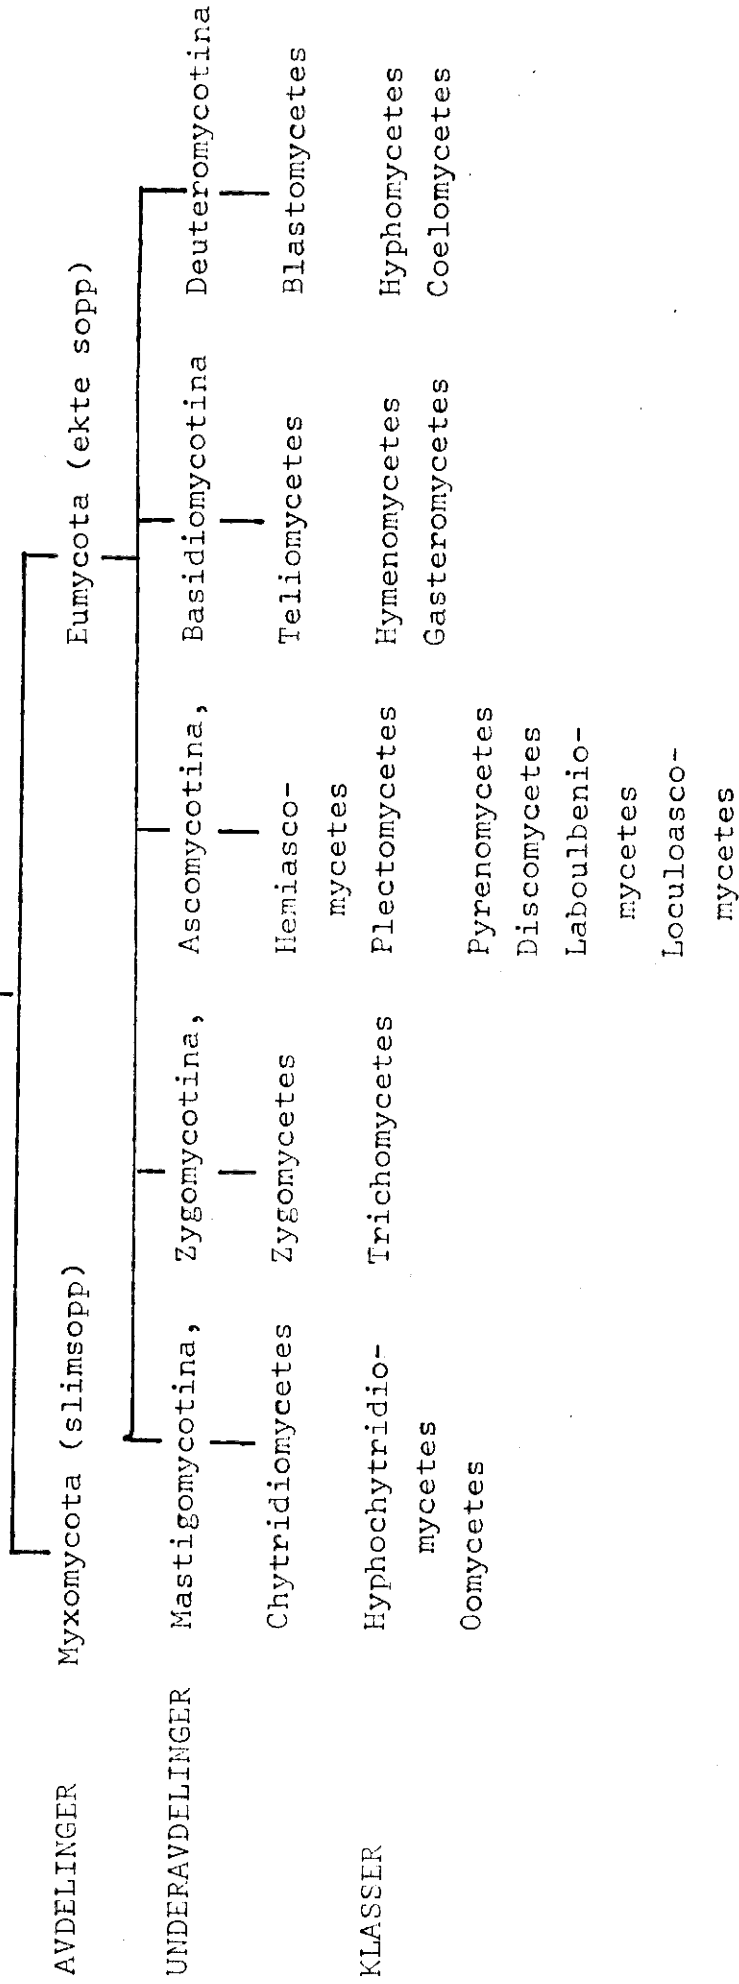 AVDELINGER Myxomycota (slimsopp) Eumycota (ekte sopp)
UNDERAVDELINGER Mastigomycotina, Zygomycotina, Ascomycotina, Basidiomycotina Deuteromycotina
Chytridiomycetes Zygomycetes Hemiasco- Teliomycetes Blastomycetes
mycetes
KLASSER Hyphochytridio- Trichomycetes Plectomycetes Hymenomycetes Hyphomycetes
mycetes Gasteromycetes Coelomycetes
Oomycetes Pyrenomycetes
Discomycetes
Laboulbenio-
mycetes
Loculoasco-
mycetes